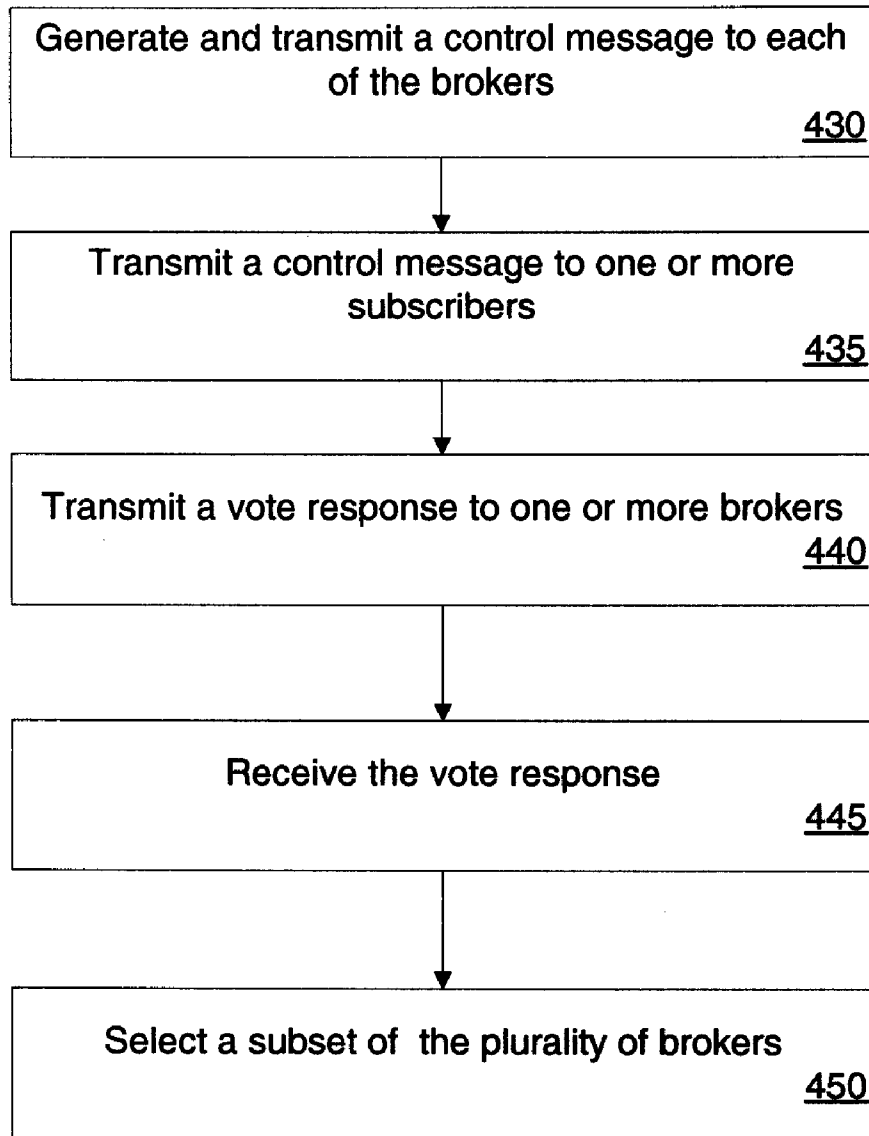 Generate and transmit a control message to each
of the brokers
430
Transmit a control message to one or more
subscribers
435
Transmit a vote response to one or more brokers
440
Receive the vote response
445
Select a subset of the plurality of brokers
450